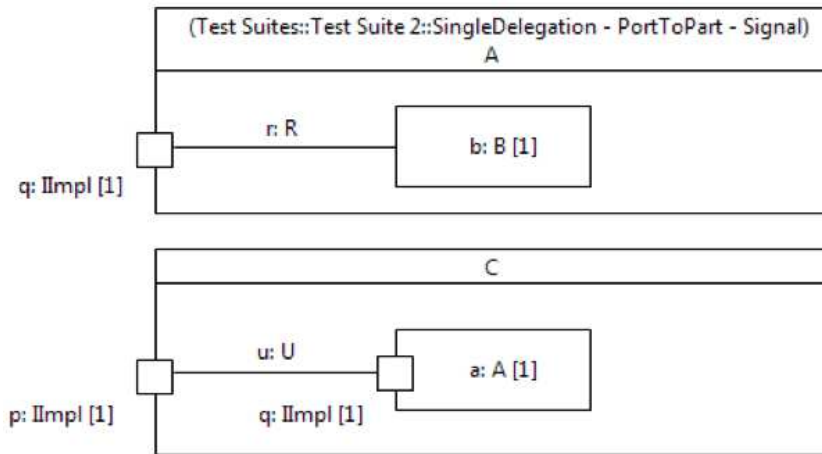 (Test Suites::Test Suite 2::SingleDelegation - PortToPart - Signal)
A
r: R
b: B [1]
q: IImpl [1]
C
u: U
a: A [1]
p: IImpl [1]
q: IImpl [1]